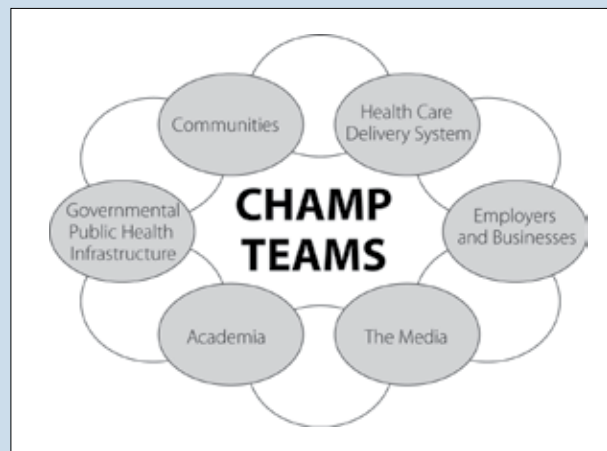 Communities
Health Care
Delivery System
Governmental
Public Health
Infrastructure
CHAMP
TEAMS
Employers
and Businesses
Academia
The Media